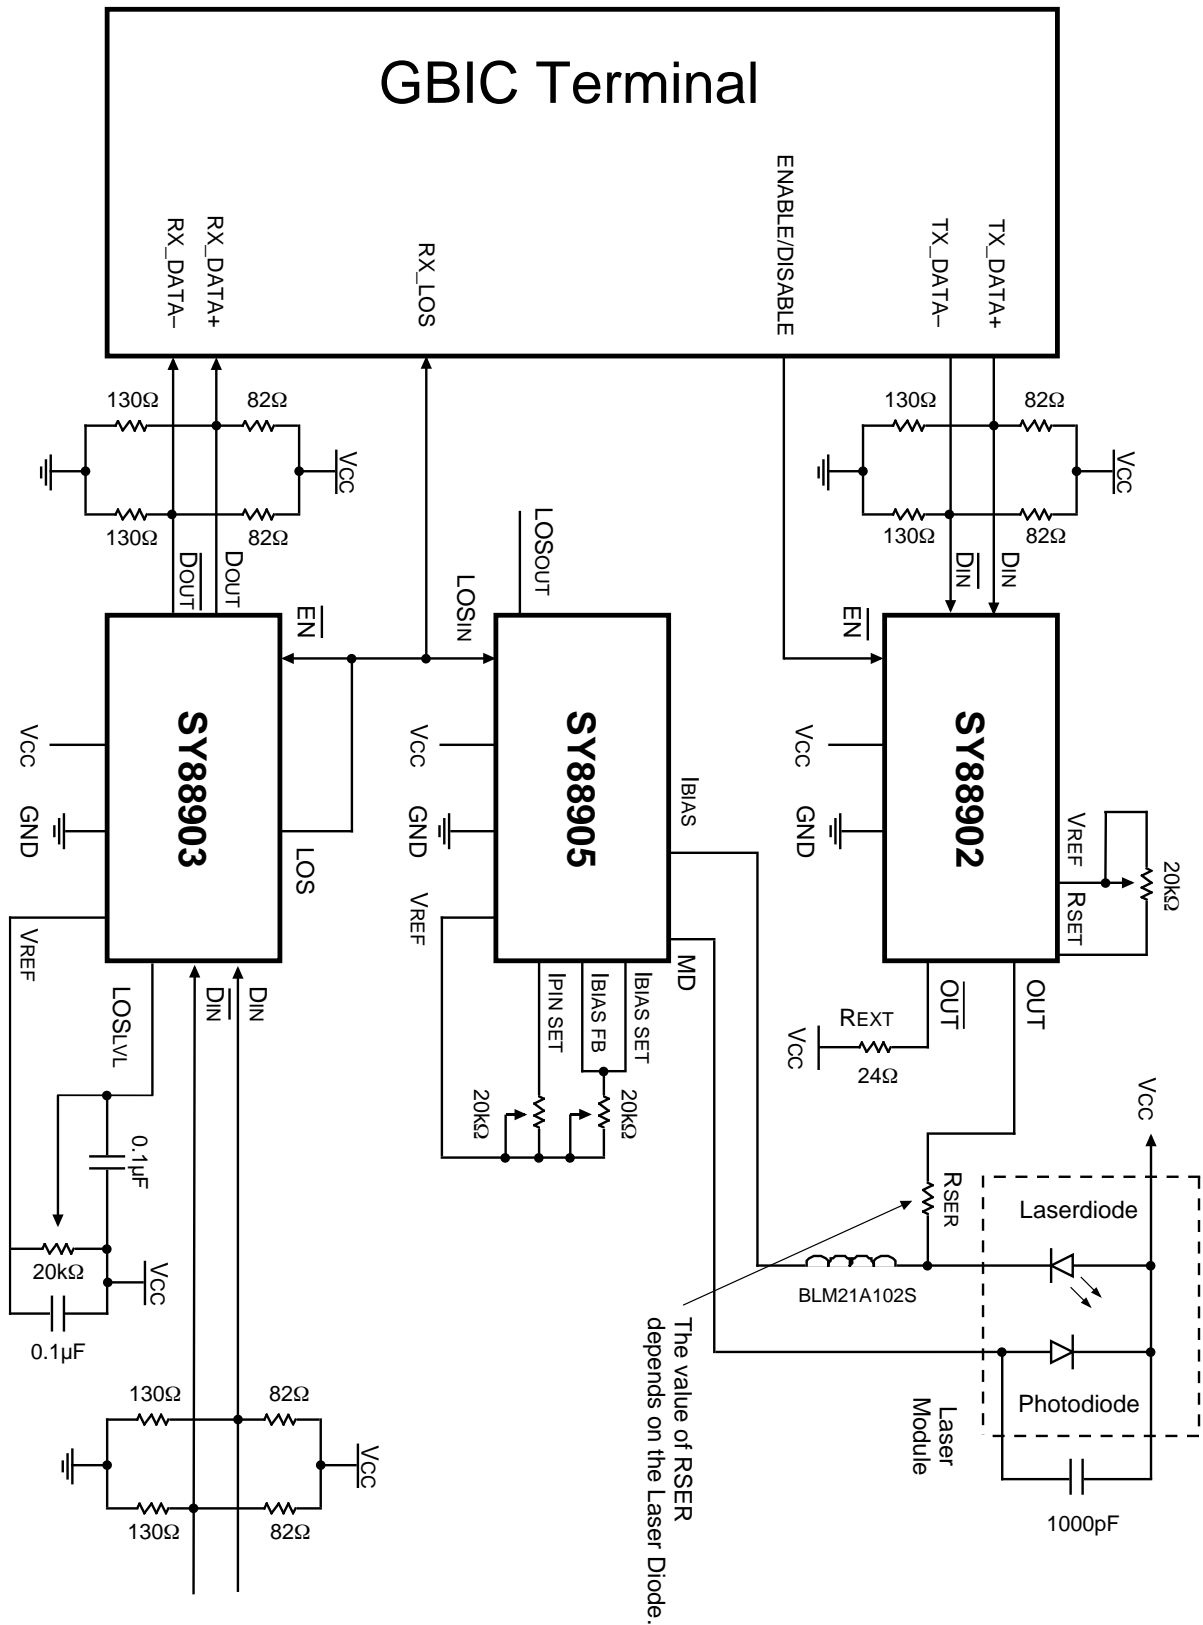 GBIC Terminal
RX_DATA–
RX_DATA+
RX_LOS
ENABLE/DISABLE
TX_DATA–
TX_DATA+
130Ω
82Ω
VCC
130Ω
82Ω
130Ω
82Ω
VCC
130Ω
82Ω
DOUT
DOUT
EN
LOSIN
LOSOUT
EN
DIN
DIN
SY88903
SY88905
SY88902
VCC
GND
VREF
LOS
VCC
GND
VREF
IBIAS
MD
VCC
GND
VREF
RSET
20kΩ
LOSLVL
DIN
DIN
IPIN SET
IBIAS FB
IBIAS SET
20kΩ
20kΩ
OUT
OUT
REXT
24Ω
VCC
VCC
0.1µF
20kΩ
VCC
0.1µF
RSER
BLM21A102S
Laserdiode
Photodiode
Laser
Module
1000pF
The value of RSER
depends on the Laser Diode.
130Ω
82Ω
VCC
130Ω
82Ω